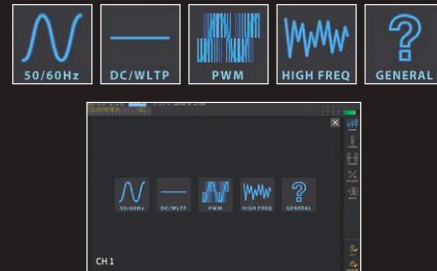 50/60Hz
DC/WLTP
PWM
HIGH FREQ
GENERAL
50/60Hz
DC/WLTP
PWM
HIGH FREQ
GENERAL
CH 1